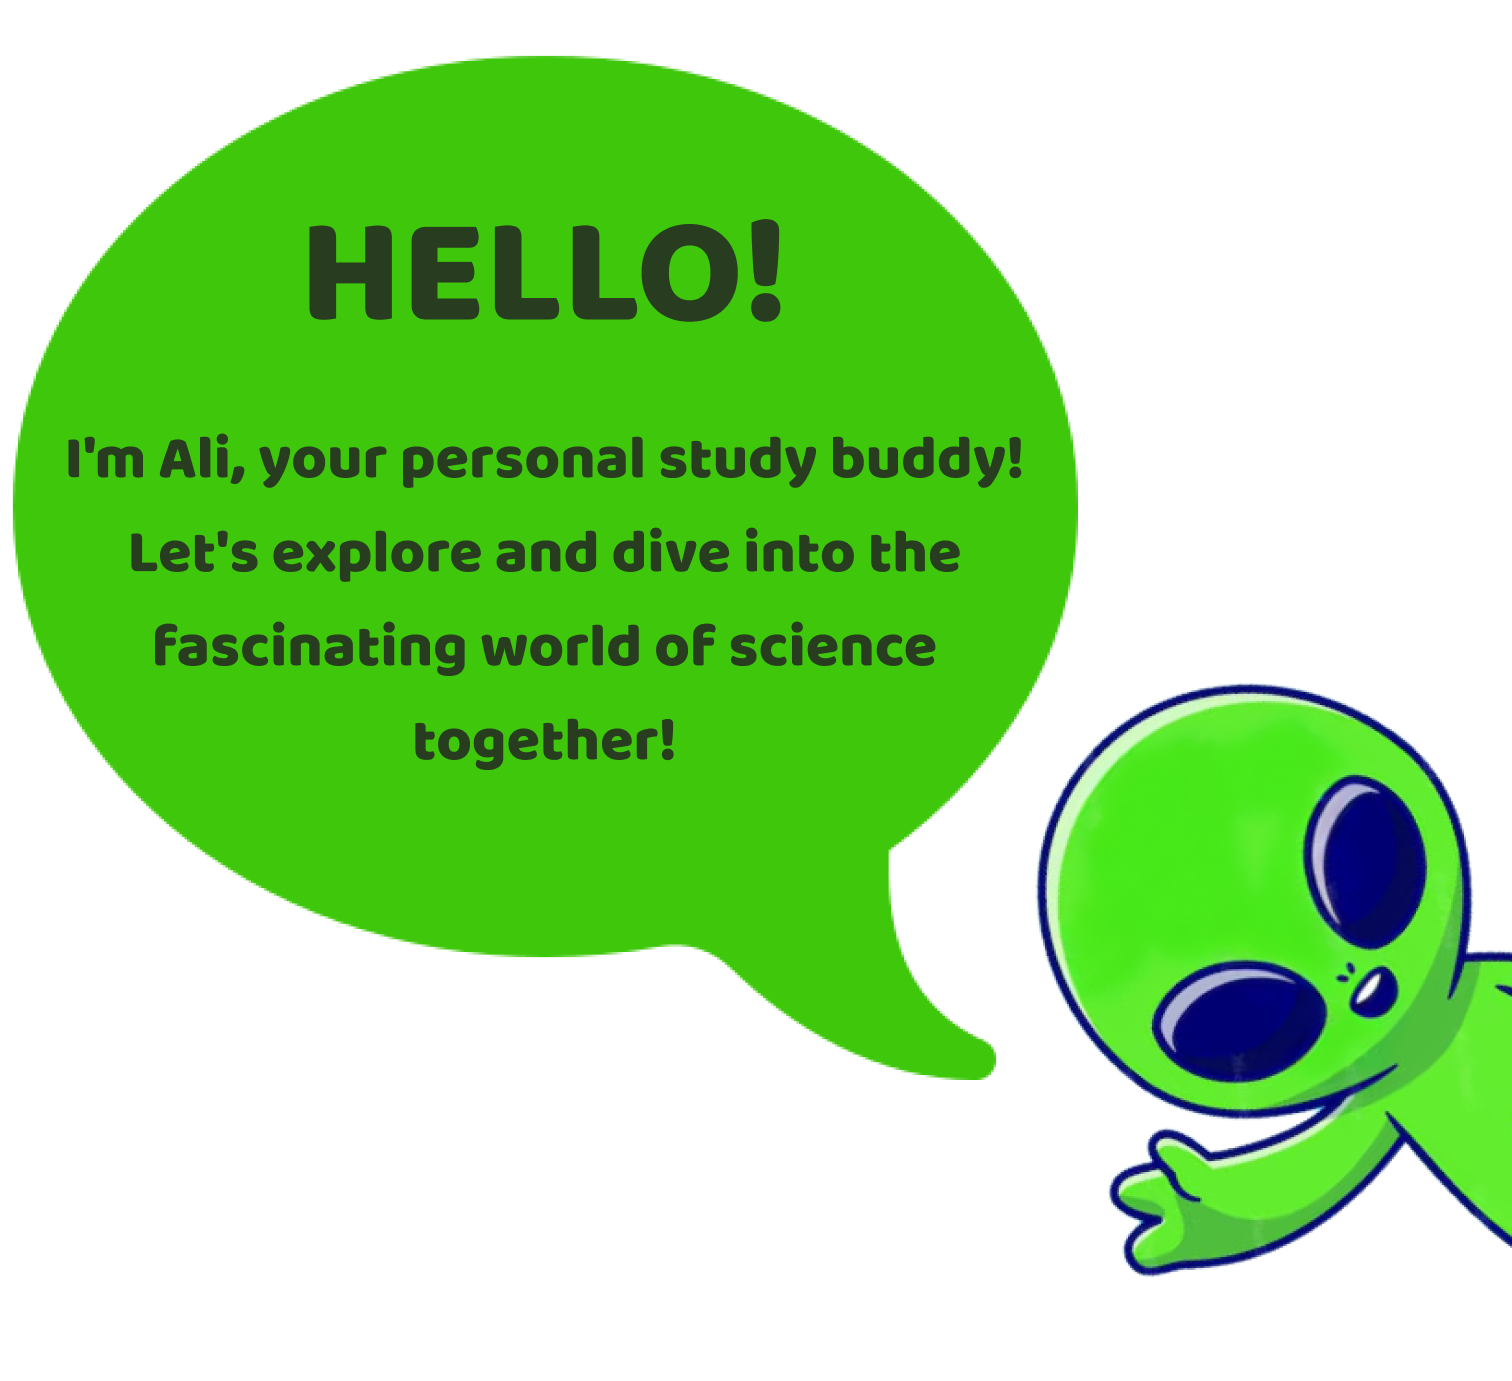 HELLO!
I'm Ali, your personal study buddy!
Let's explore and dive into the
fascinating world of science
together!